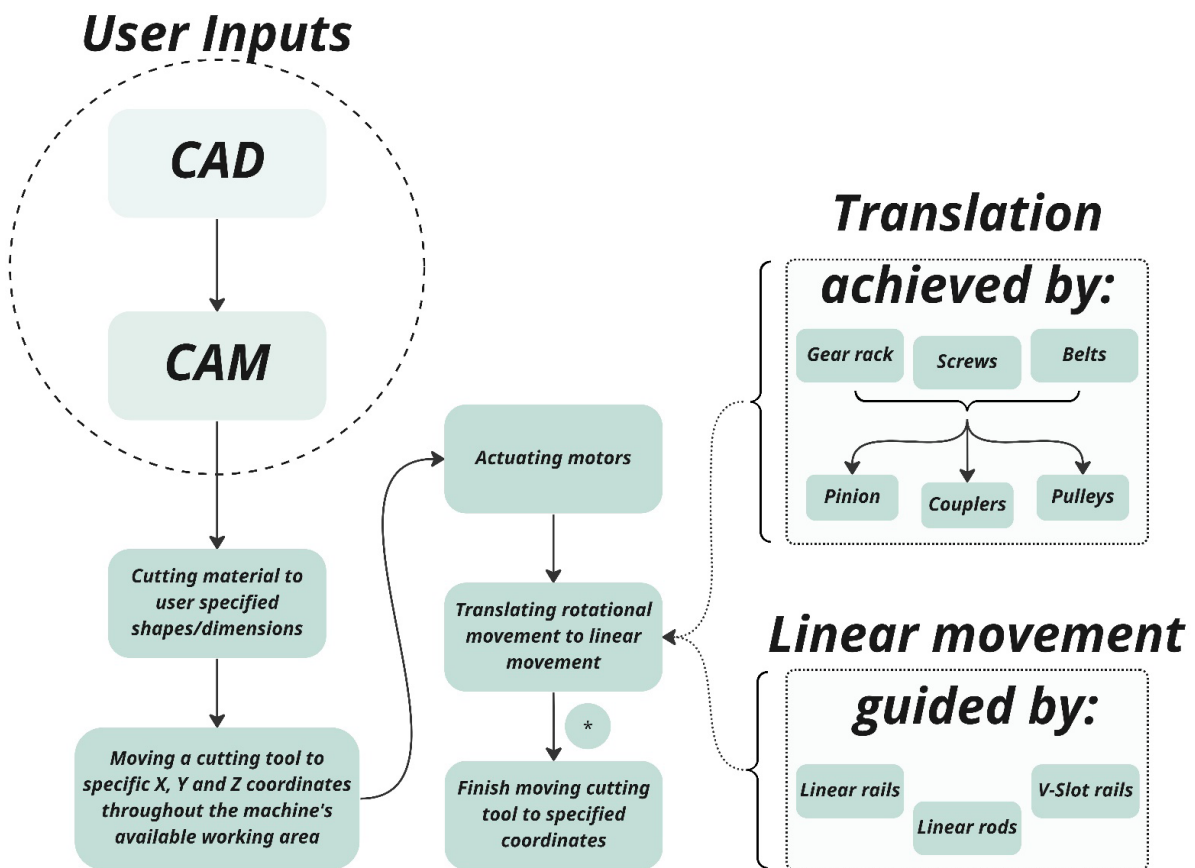 User Inputs
CAD
CAM
Cutting material to
user specified
shapes/dimensions
Moving a cutting tool to
specific X, Y and Z coordinates
throughout the machine's
available working area
Actuating motors
Translating rotational
movement to linear
movement
*
Finish moving cutting
tool to specified
coordinates
Translation
achieved by:
Gear rack
Screws
Belts
Pinion
Couplers
Pulleys
Linear movement
guided by:
Linear rails
Linear rods
V-Slot rails